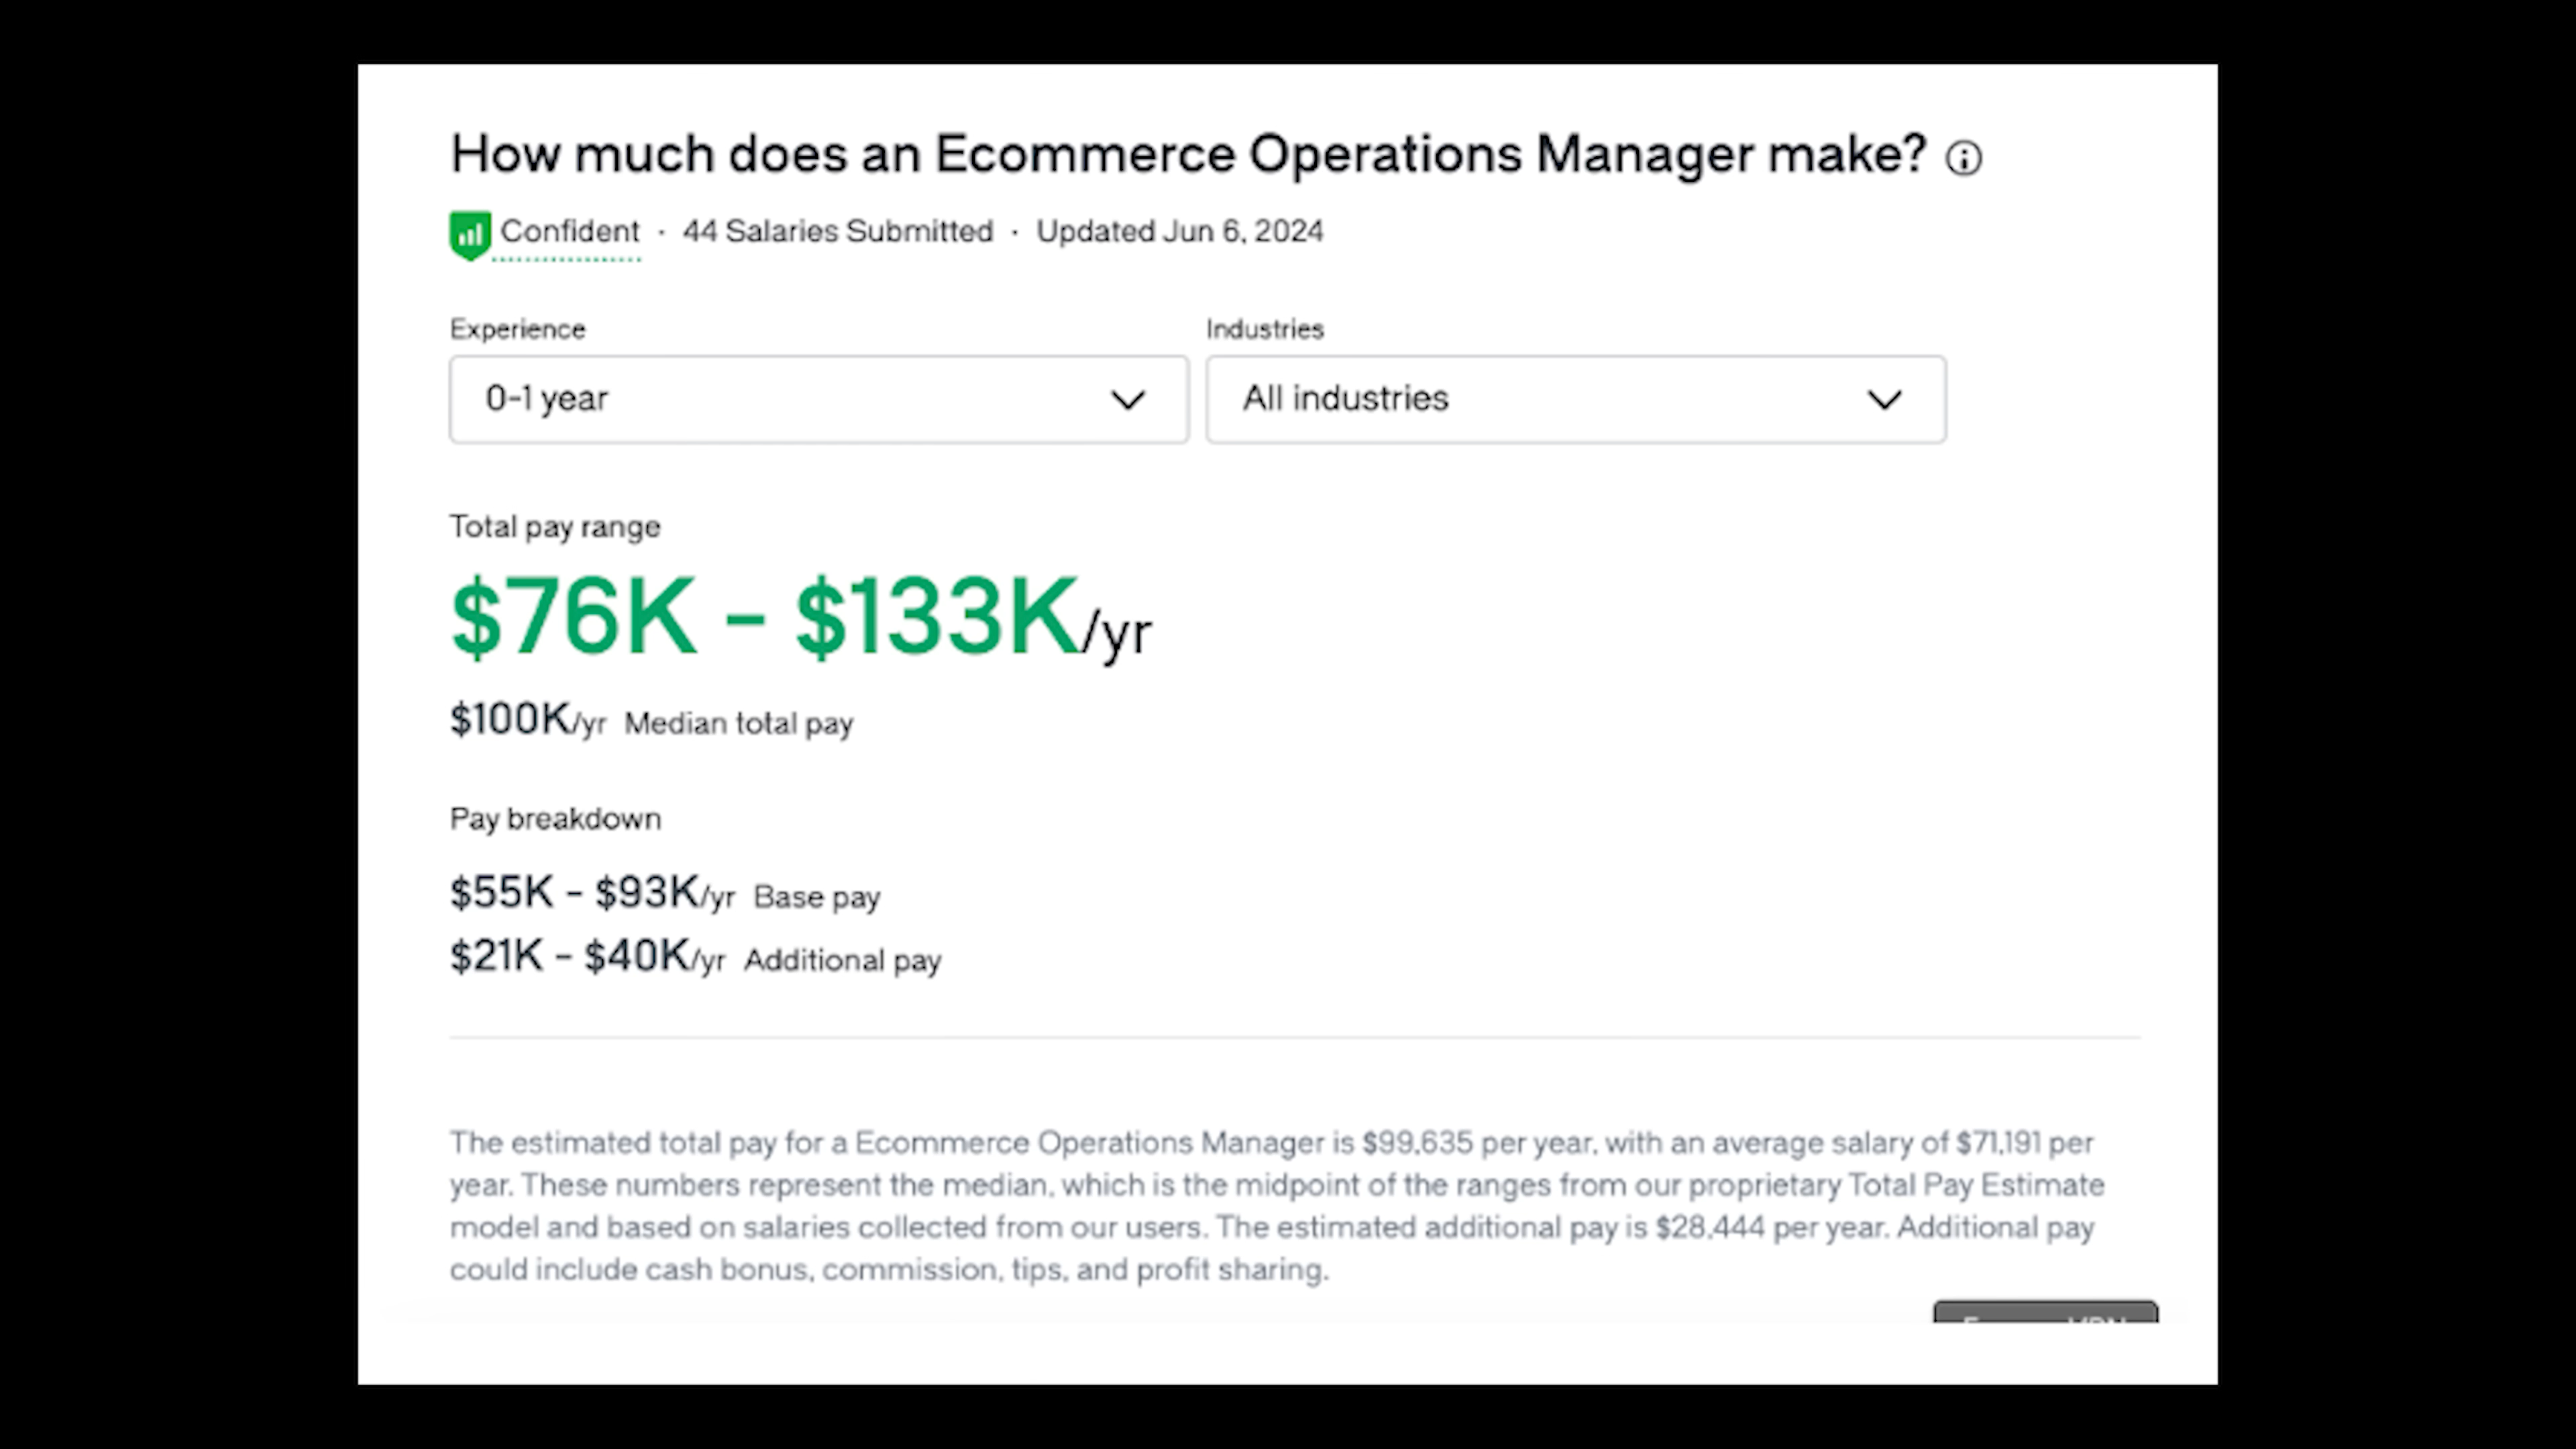 How much does an Ecommerce Operations Manager make?
Confident · 44 Salaries Submitted · Updated Jun 6, 2024
Experience
Industries
0-1 year
All industries
Total pay range
$76K - $133K/yr
$100K/yr Median total pay
Pay breakdown
$55K - $93K/yr Base pay
$21K - $40K/yr Additional pay
The estimated total pay for a Ecommerce Operations Manager is $99,635 per year, with an average salary of $71,191 per
year. These numbers represent the median, which is the midpoint of the ranges from our proprietary Total Pay Estimate
model and based on salaries collected from our users. The estimated additional pay is $28,444 per year. Additional pay
could include cash bonus, commission, tips, and profit sharing.